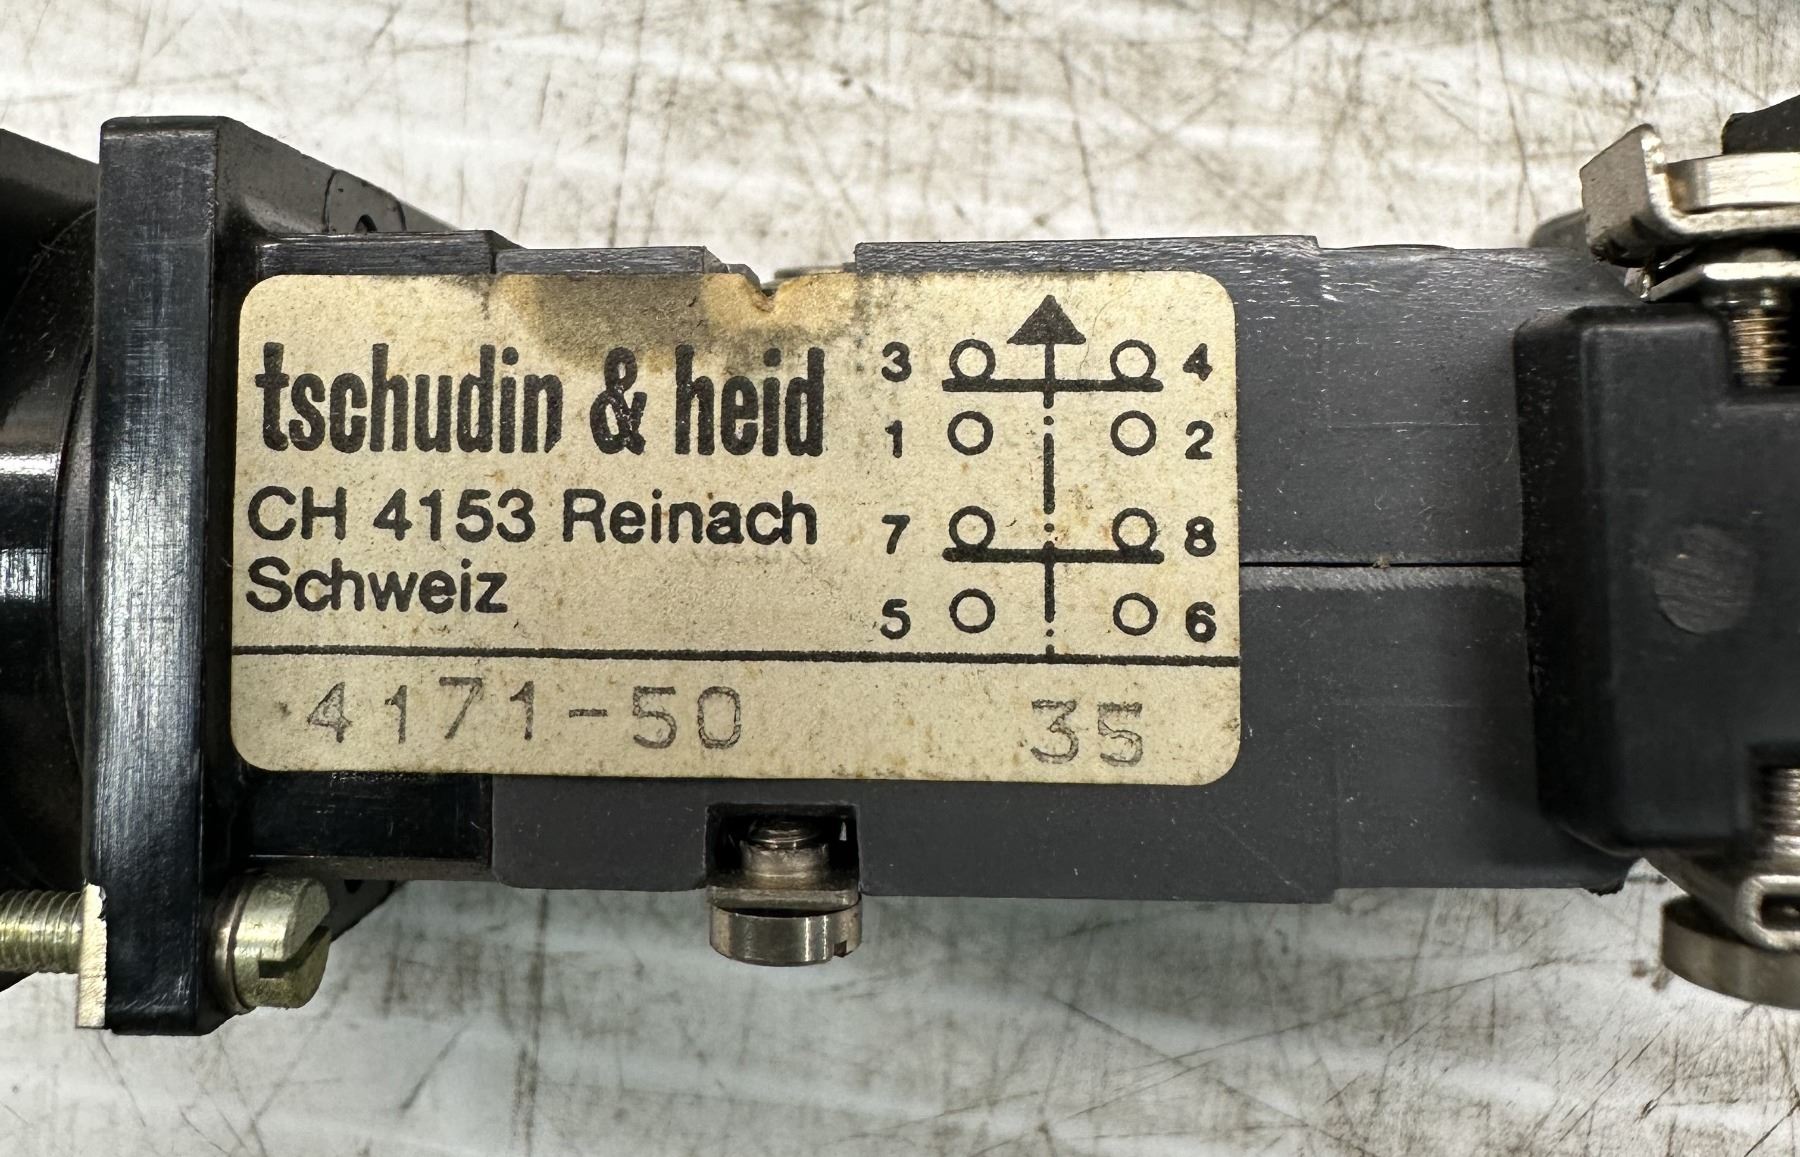 tschudin & heid
CH 4153 Reinach
Schweiz
3 4
1 2
7 8
5 6
4171-50 35